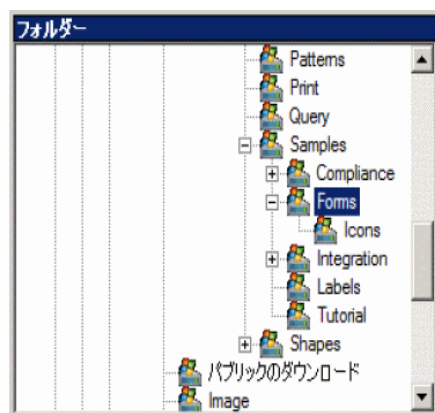 フォルダー
Patterns
Print
Query
Samples
Compliance
Forms
Icons
Integration
Labels
Tutorial
Shapes
パブリックのダウンロード
Image